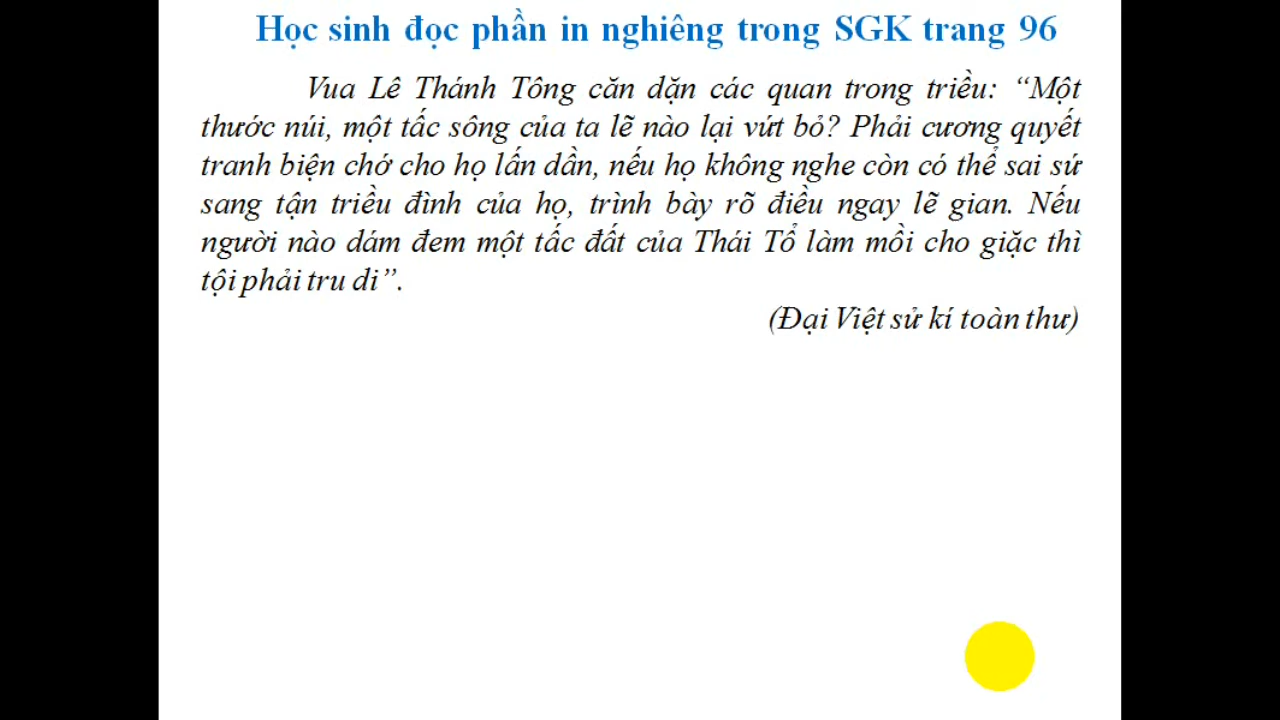 Học sinh đọc phần in nghiêng trong SGK trang 96
Vua Lê Thánh Tông căn dặn các quan trong triều: “Một
thước núi, một tấc sông của ta lẽ nào lại vứt bỏ? Phải cương quyết
tranh biện chớ cho họ lấn dần, nếu họ không nghe còn có thể sai sứ
sang tận triều đình của họ, trình bày rõ điều ngay lẽ gian. Nếu
người nào dám đem một tấc đất của Thái Tổ làm mồi cho giặc thì
tội phải tru di”.
(Đại Việt sử kí toàn thư)